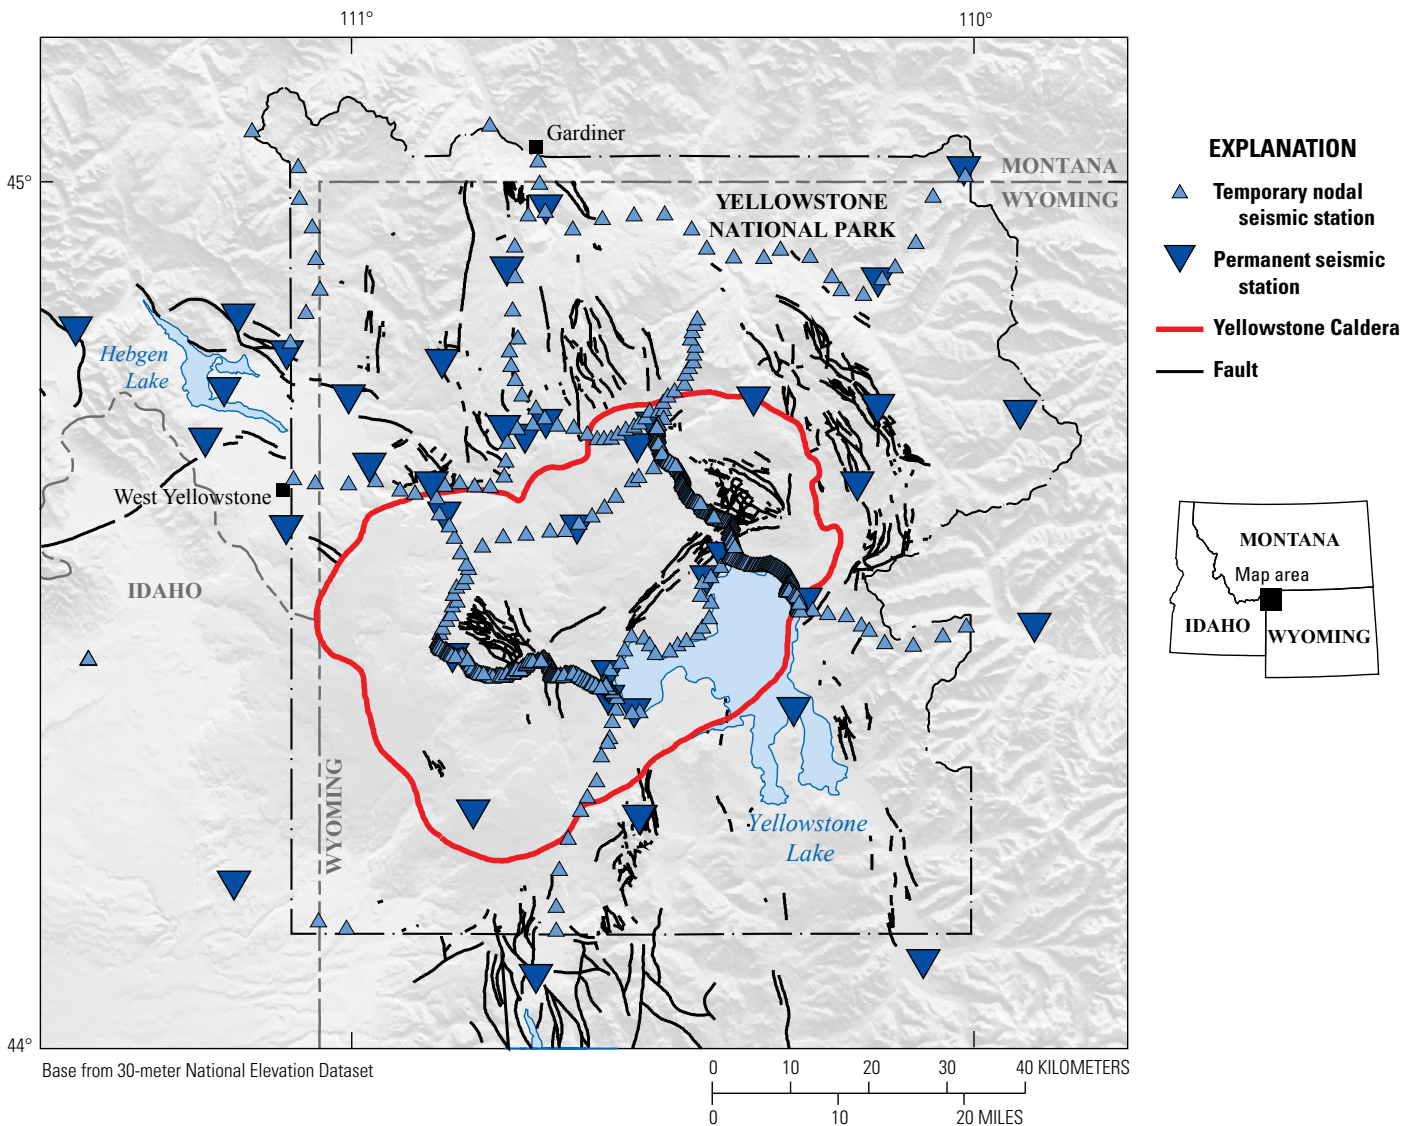 111°
110°
Gardiner
45°
MONTANA
WYOMING
YELLOWSTONE
NATIONAL PARK
Hebgen
Lake
West Yellowstone
IDAHO
WYOMING
Yellowstone
Lake
44°
Base from 30-meter National Elevation Dataset
0 10 20 30 40 KILOMETERS
0 10 20 MILES
EXPLANATION
Temporary nodal
seismic station
Permanent seismic
station
Yellowstone Caldera
Fault
MONTANA
Map area
IDAHO
WYOMING